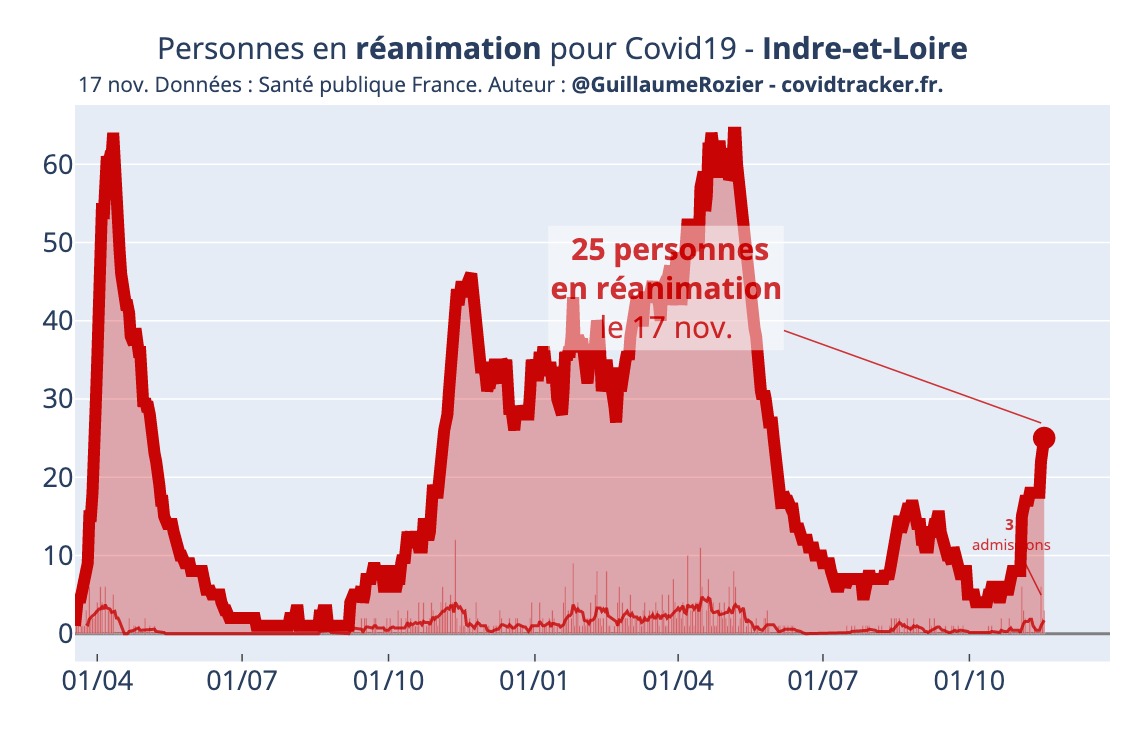 Personnes en réanimation pour Covid19 - Indre-et-Loire
17 nov. Données : Santé publique France. Auteur : @GuillaumeRozier - covidtracker.fr.
60
50
40
30
20
10
0
25 personnes
en réanimation
le 17 nov.
3
admissions
01/04
01/07
01/10
01/01
01/04
01/07
01/10